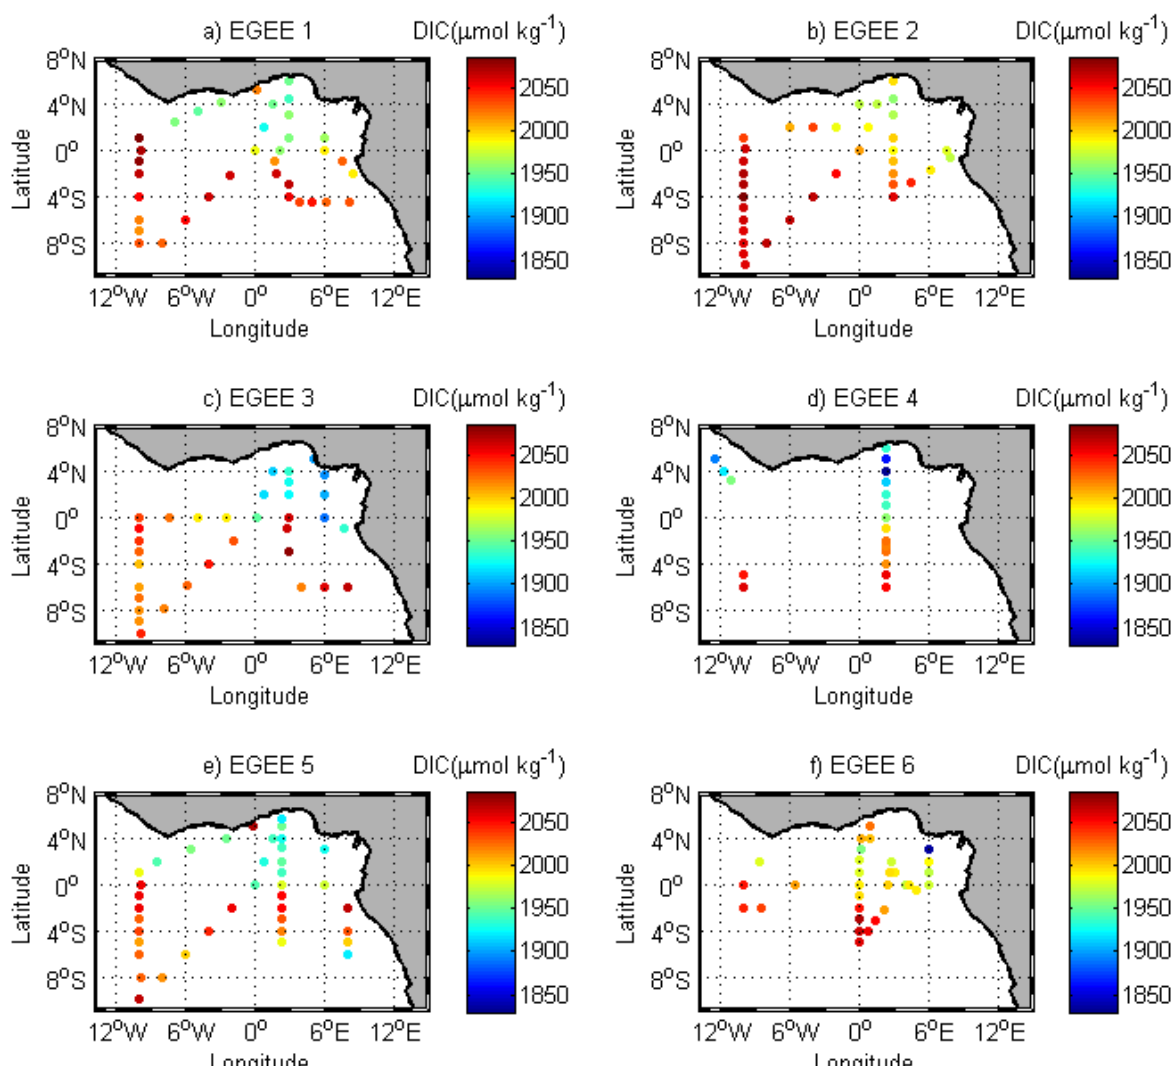 a) EGEE 1 DIC(μmol kg⁻¹)
8°N
4°N
0°
4°S
8°S
Latitude
12°W 6°W 0° 6°E 12°E
Longitude
2050
2000
1950
1900
1850
b) EGEE 2 DIC(μmol kg⁻¹)
8°N
4°N
0°
4°S
8°S
Latitude
12°W 6°W 0° 6°E 12°E
Longitude
2050
2000
1950
1900
1850
c) EGEE 3 DIC(μmol kg⁻¹)
8°N
4°N
0°
4°S
8°S
Latitude
12°W 6°W 0° 6°E 12°E
Longitude
2050
2000
1950
1900
1850
d) EGEE 4 DIC(μmol kg⁻¹)
8°N
4°N
0°
4°S
8°S
Latitude
12°W 6°W 0° 6°E 12°E
Longitude
2050
2000
1950
1900
1850
e) EGEE 5 DIC(μmol kg⁻¹)
8°N
4°N
0°
4°S
8°S
Latitude
12°W 6°W 0° 6°E 12°E
Longitude
2050
2000
1950
1900
1850
f) EGEE 6 DIC(μmol kg⁻¹)
8°N
4°N
0°
4°S
8°S
Latitude
12°W 6°W 0° 6°E 12°E
Longitude
2050
2000
1950
1900
1850